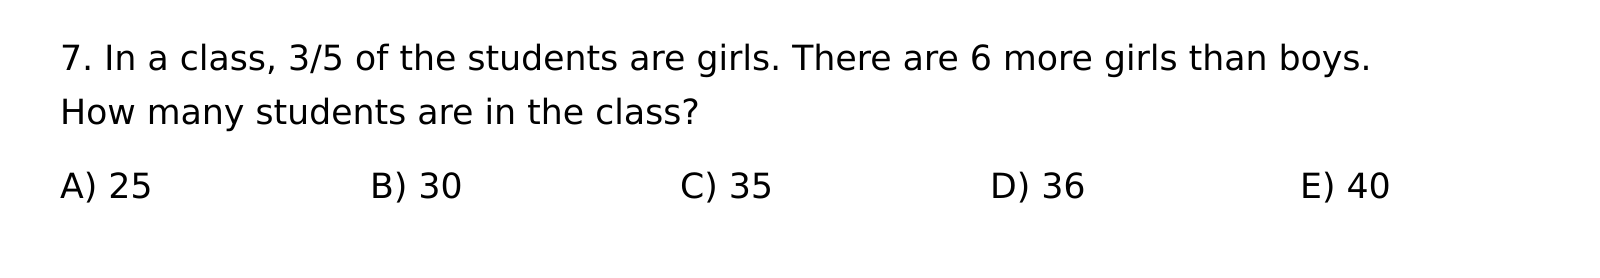 7. In a class, 3/5 of the students are girls. There are 6 more girls than boys.
How many students are in the class?
A) 25 B) 30 C) 35 D) 36 E) 40